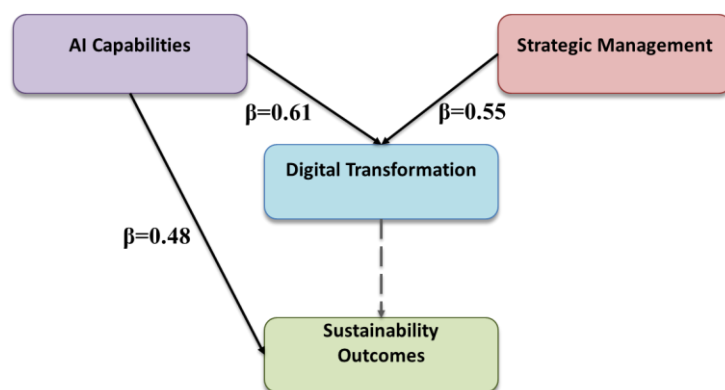 AI Capabilities
Strategic Management
β=0.61
β=0.55
Digital Transformation
β=0.48
Sustainability
Outcomes